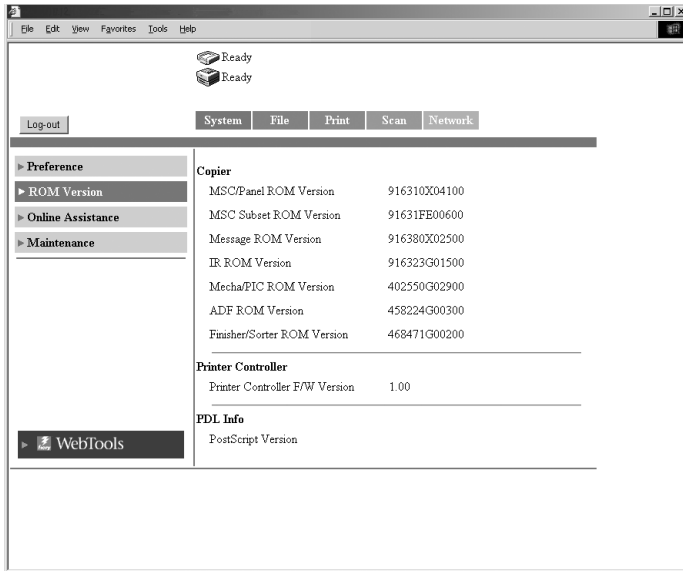 File Edit View Favorites Tools Help
Ready
Ready
Log-out
System File Print Scan Network
Preference
ROM Version
Online Assistance
Maintenance
WebTools
Copier
MSC/Panel ROM Version 916310X04100
MSC Subset ROM Version 91631FE00600
Message ROM Version 916380X02500
IR ROM Version 916323G01500
Mecha/PIC ROM Version 402550G02900
ADF ROM Version 458224G00300
Finisher/Sorter ROM Version 468471G00200
Printer Controller
Printer Controller F/W Version 1.00
PDL Info
PostScript Version